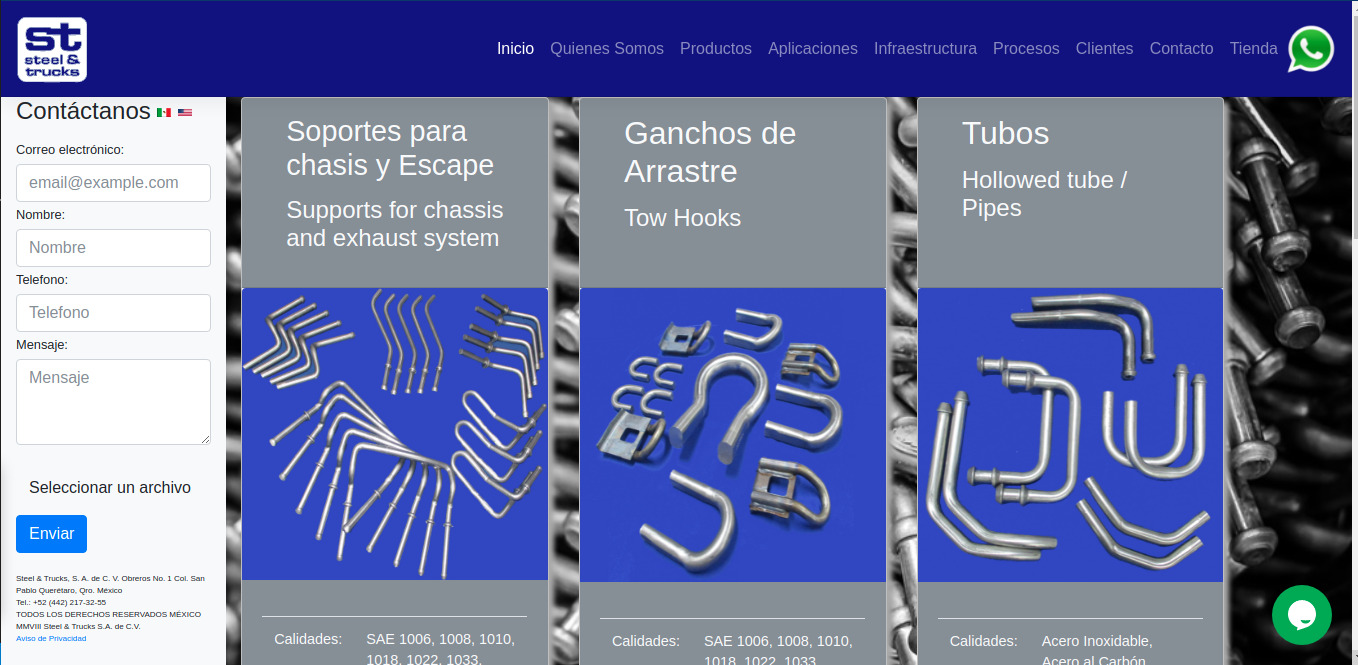 st
steel &
trucks
Inicio Quienes Somos Productos Aplicaciones Infraestructura Procesos Clientes Contacto Tienda
Contáctanos
Correo electrónico:
email@example.com
Nombre:
Nombre
Telefono:
Telefono
Mensaje:
Mensaje
Seleccionar un archivo
Enviar
Steel & Trucks, S. A. de C. V. Obreros No. 1 Col. San
Pablo Querétaro, Qro. México
Tel.: +52 (442) 217-32-55
TODOS LOS DERECHOS RESERVADOS MÉXICO
MMVIII Steel & Trucks S.A. de C.V.
Aviso de Privacidad
Soportes para
chasis y Escape
Supports for chassis
and exhaust system
Calidades: SAE 1006, 1008, 1010,
1018, 1022, 1033,
Ganchos de
Arrastre
Tow Hooks
Calidades: SAE 1006, 1008, 1010,
1018, 1022, 1033
Tubos
Hollowed tube /
Pipes
Calidades: Acero Inoxidable,
Acero al Carbón